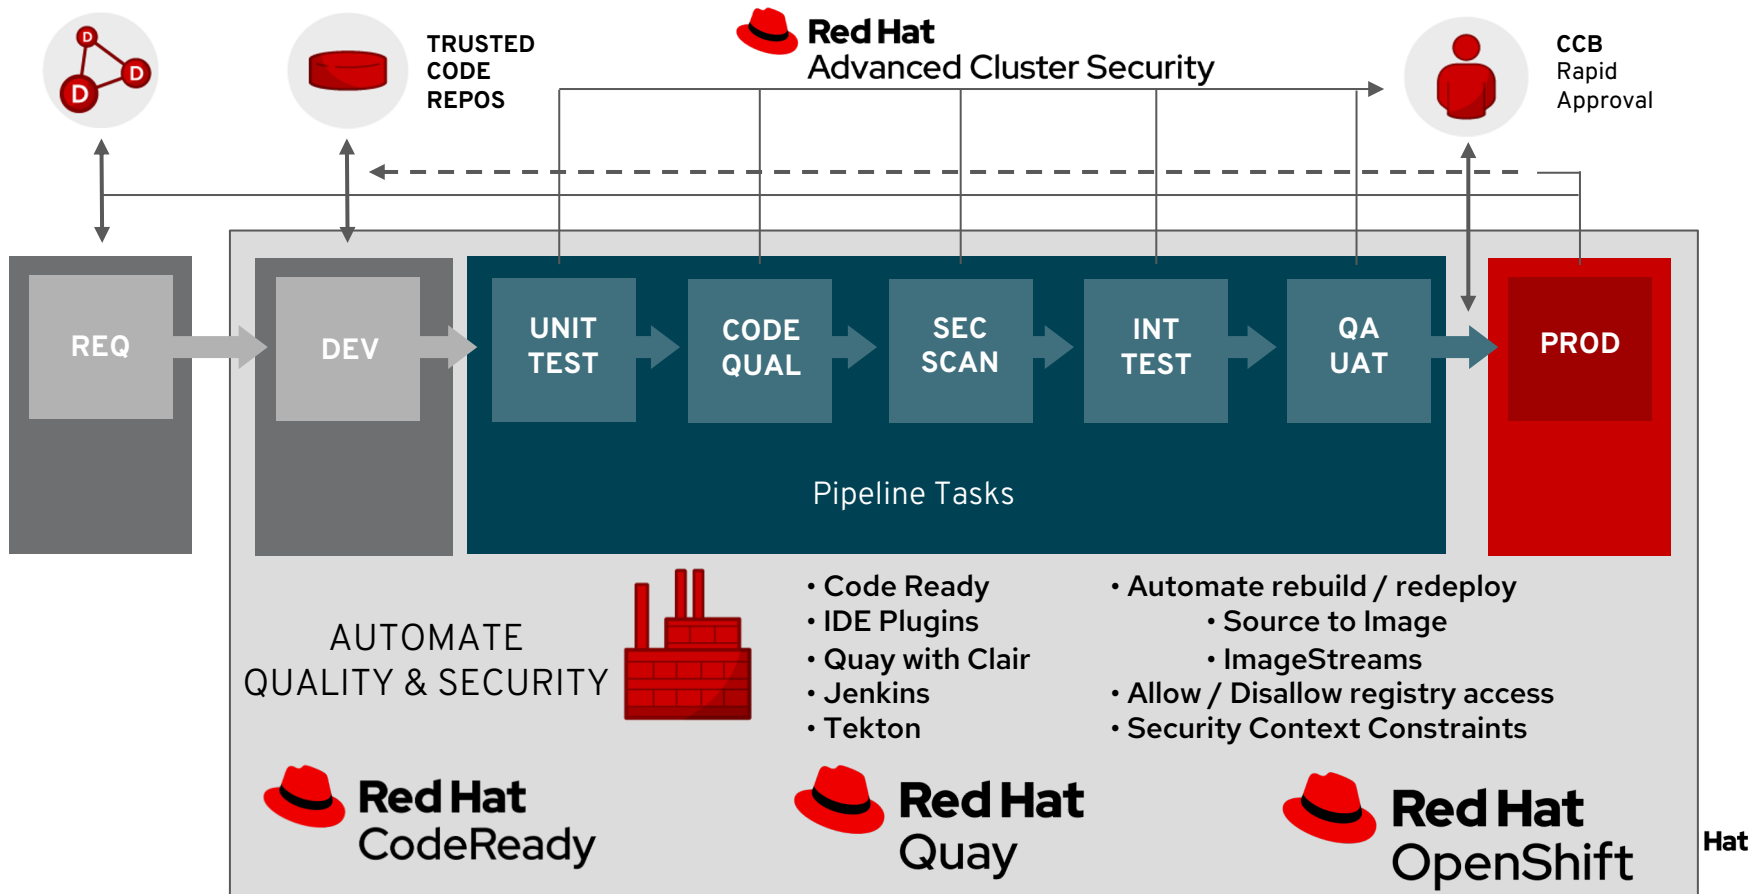 D
D
D
TRUSTED
CODE
REPOS
Red Hat
Advanced Cluster Security
CCB
Rapid
Approval
REQ
DEV
UNIT
TEST
CODE
QUAL
SEC
SCAN
INT
TEST
QA
UAT
PROD
Pipeline Tasks
AUTOMATE
QUALITY & SECURITY
• Code Ready
• IDE Plugins
• Quay with Clair
• Jenkins
• Tekton
• Automate rebuild / redeploy
• Source to Image
• ImageStreams
• Allow / Disallow registry access
• Security Context Constraints
Red Hat
CodeReady
Red Hat
Quay
Red Hat
OpenShift
Hat